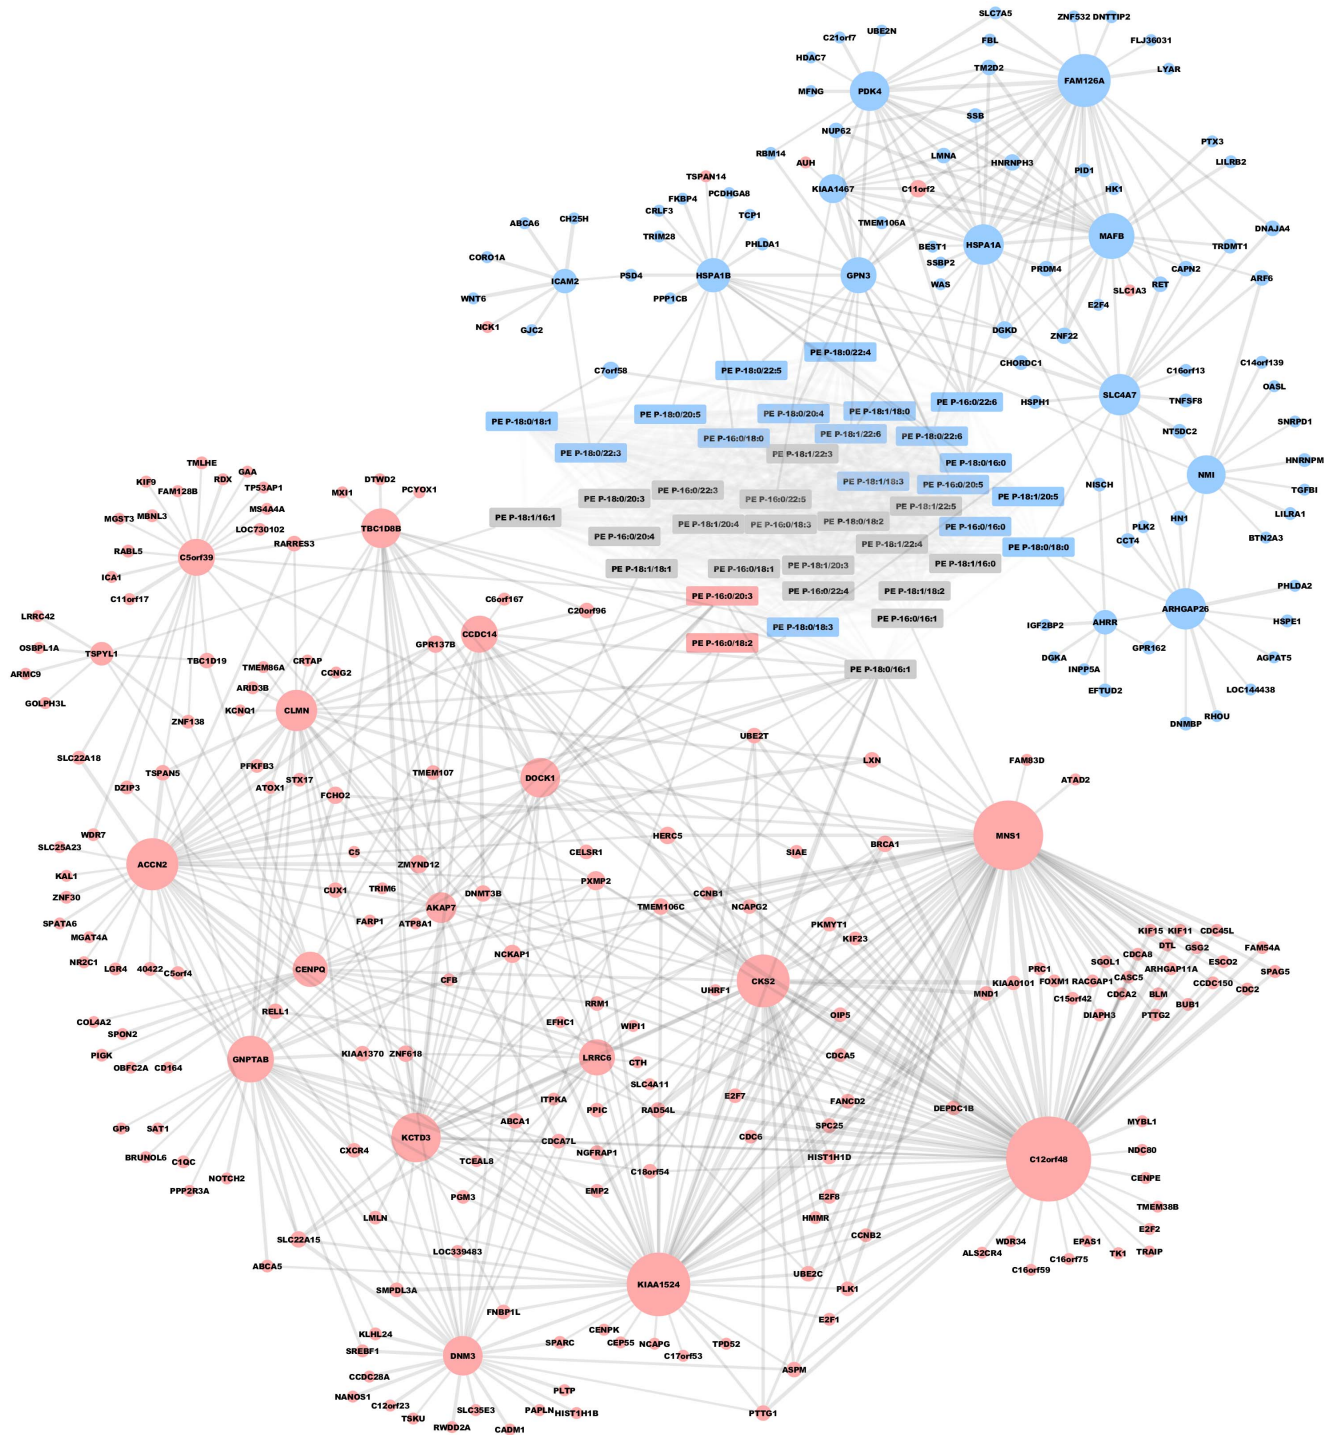 SLC7A5
ZNF532
DNTTIP2
UBE2N
C21orf7
FBL
FLJ36031
HDAC7
TM2D2
LYAR
FAM126A
MFNG
PDK4
SSB
NUP62
PTX3
RBM14
AUH
LMNA
HNRNPH3
LILRB2
PID1
TSPAN14
KIAA1467
C11orf2
HK1
FKBP4
PCDHGA8
CRLF3
TCP1
ABCA6
CH25H
TMEM106A
DNAJA4
TRIM28
PHLDA1
BEST1
HSPA1A
MAFB
TRDMT1
CORO1A
SSBP2
PSD4
HSPA1B
GPN3
PRDM4
CAPN2
ICAM2
WAS
RET
ARF6
SLC1A3
WNT6
PPP1CB
E2F4
NCK1
GJC2
DGKD
ZNF22
PE P-18:0/22:4
CHORDC1
C14orf139
C7orf58
PE P-18:0/22:5
C16orf13
OASL
SLC4A7
PE P-18:0/18:1
PE P-18:0/20:5
PE P-18:0/20:4
PE P-18:1/18:0
PE P-16:0/22:6
HSPH1
TNFSF8
SNRPD1
PE P-18:0/22:3
PE P-16:0/18:0
PE P-18:1/22:6
PE P-18:0/22:6
NT5DC2
PE P-18:1/22:3
PE P-18:0/16:0
HNRNPM
TMLHE
GAA
NMI
KIF9
RDX
FAM128B
TP53AP1
DTWD2
PE P-18:1/18:3
PE P-16:0/20:5
NISCH
TGFBI
MXI1
PCYOX1
PE P-16:0/22:3
PE P-18:0/20:3
PE P-16:0/22:5
PE P-18:1/20:5
MGST3
MBNL3
MS4A4A
PE P-18:1/22:5
LILRA1
LOC730102
TBC1D8B
PE P-18:1/16:1
PE P-18:1/20:4
PE P-16:0/18:3
PE P-18:0/18:2
PE P-16:0/16:0
HN1
PLK2
RARRES3
PE P-16:0/20:4
PE P-18:1/22:4
PE P-18:0/18:0
CCT4
BTN2A3
RABL5
C5orf39
PE P-18:1/18:1
PE P-16:0/18:1
PE P-18:1/20:3
PE P-18:1/16:0
ICA1
PE P-16:0/22:4
PE P-18:1/18:2
PHLDA2
C11orf17
C6orf167
C20orf96
PE P-16:0/20:3
ARHGAP26
LRRC42
PE P-16:0/16:1
IGF2BP2
AHRR
HSPE1
CCDC14
PE P-18:0/18:3
GPR137B
PE P-16:0/18:2
GPR162
OSBPL1A
TSPYL1
TBC1D19
CRTAP
DGKA
INPP5A
AGPAT5
ARMC9
TMEM86A
CCNG2
PE P-18:0/16:1
ARID3B
EFTUD2
LOC144438
GOLPH3L
KCNQ1
CLMN
DNMBP
RHOU
ZNF138
UBE2T
SLC22A18
LXN
FAM83D
TSPAN5
PFKFB3
STX17
TMEM107
DOCK1
ATAD2
DZIP3
ATOX1
FCHO2
WDR7
HERC5
MNS1
SLC25A23
C5
CELSR1
SIAE
BRCA1
ACCN2
ZMYND12
KAL1
CUX1
TRIM6
PXMP2
ZNF30
DNMT3B
CCNB1
AKAP7
TMEM106C
NCAPG2
SPATA6
FARP1
ATP8A1
PKMYT1
MGAT4A
KIF23
KIF15
KIF11
CDC45L
NR2C1
DTL
GSG2
FAM54A
LGR4
40422
C5orf4
CENPQ
NCKAP1
SGOL1
CDCA8
ESCO2
CFB
PRC1
ARHGAP11A
SPAG5
CKS2
KIAA0101
FOXM1
RACGAP1
CASC5
CCDC150
UHRF1
MND1
C15orf42
CDCA2
BLM
CDC2
RELL1
RRM1
BUB1
COL4A2
EFHC1
WIPI1
OIP5
DIAPH3
PTTG2
SPON2
PIGK
KIAA1370
ZNF618
CDCA5
OBFC2A
CD164
GNPTAB
LRRC6
CTH
SLC4A11
E2F7
ITPKA
FANCD2
PPIC
RAD54L
DEPDC1B
GP9
SAT1
ABCA1
SPC25
MYBL1
KCTD3
CDCA7L
CDC6
BRUNOL6
C1QC
CXCR4
NGFRAP1
HIST1H1D
NDC80
TCEAL8
C18orf54
C12orf48
PPP2R3A
NOTCH2
EMP2
CENPE
PGM3
E2F8
LMLN
HMMR
TMEM38B
SLC22A15
CCNB2
WDR34
EPAS1
E2F2
LOC339483
ALS2CR4
TK1
TRAIP
ABCA5
UBE2C
C16orf75
C16orf59
SMPDL3A
KIAA1524
PLK1
FNBP1L
E2F1
KLHL24
CENPK
SPARC
CEP55
NCAPG
TPD52
SREBF1
DNM3
C17orf53
CCDC28A
ASPM
NANOS1
PLTP
C12orf23
SLC35E3
PAPLN
HIST1H1B
TSKU
PTTG1
RWDD2A
CADM1